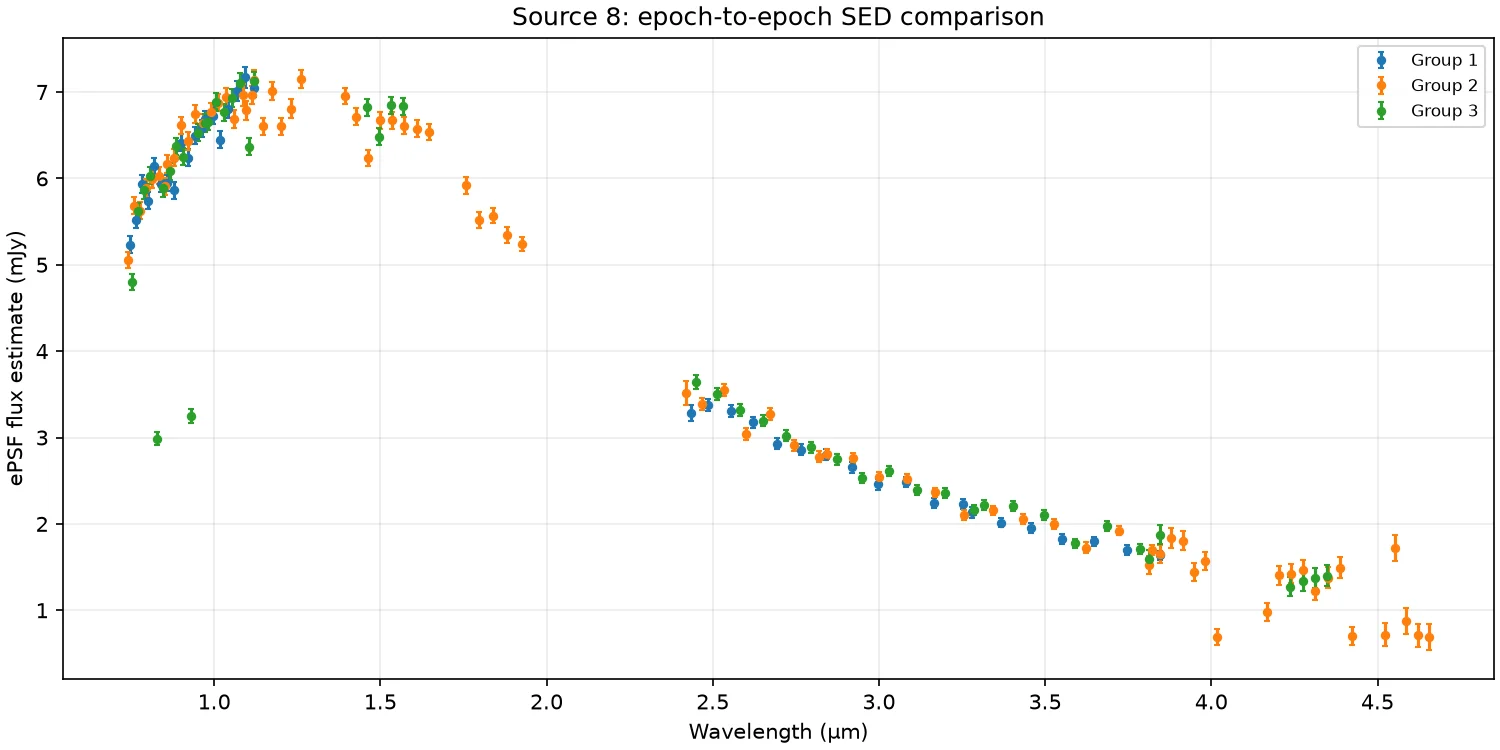 Source 8: epoch-to-epoch SED comparison
Group 1
Group 2
Group 3
ePSF flux estimate (mJy)
7
6
5
4
3
2
1
1.0 1.5 2.0 2.5 3.0 3.5 4.0 4.5
Wavelength (μm)